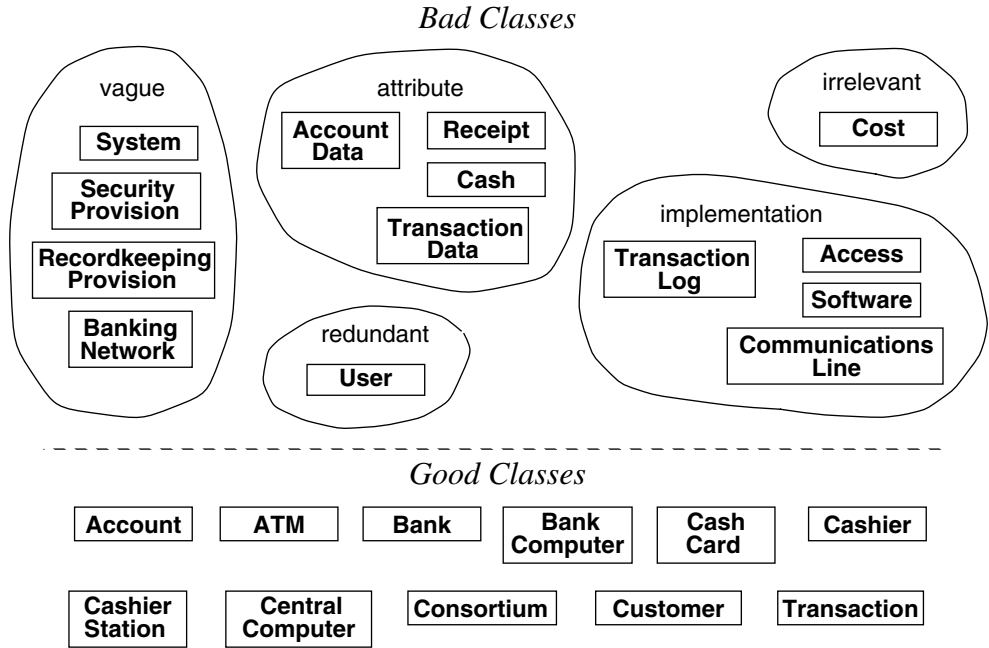 Bad Classes
vague
System
Security
Provision
Recordkeeping
Provision
Banking
Network
attribute
Account
Data
Receipt
Cash
Transaction
Data
redundant
User
irrelevant
Cost
implementation
Transaction
Log
Access
Software
Communications
Line
Good Classes
Account
ATM
Bank
Bank
Computer
Cash
Card
Cashier
Cashier
Station
Central
Computer
Consortium
Customer
Transaction